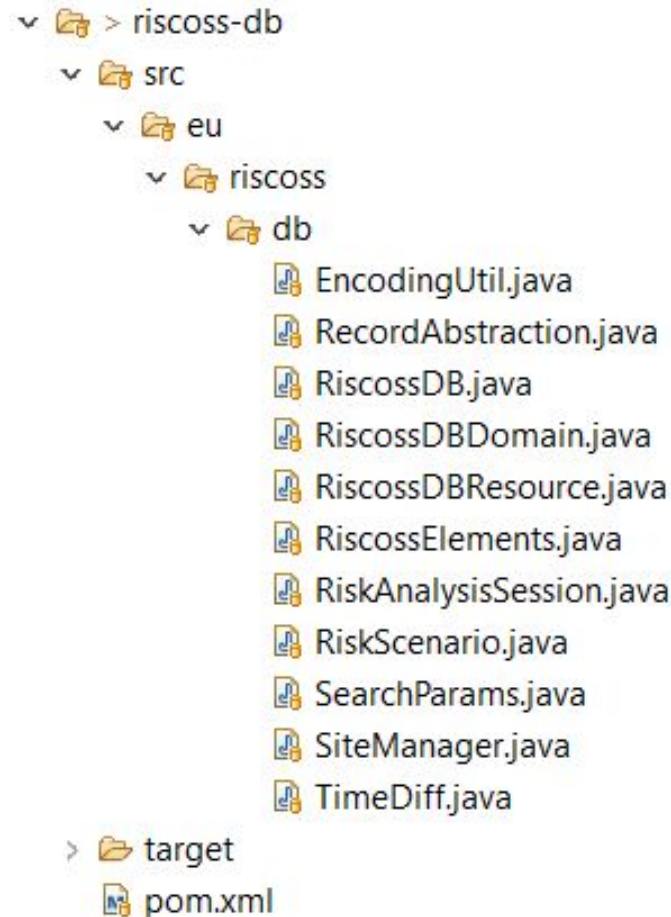 > riscoss-db
src
eu
riscoss
db
EncodingUtil.java
RecordAbstraction.java
RiscossDB.java
RiscossDBDomain.java
RiscossDBResource.java
RiscossElements.java
RiskAnalysisSession.java
RiskScenario.java
SearchParams.java
SiteManager.java
TimeDiff.java
target
pom.xml